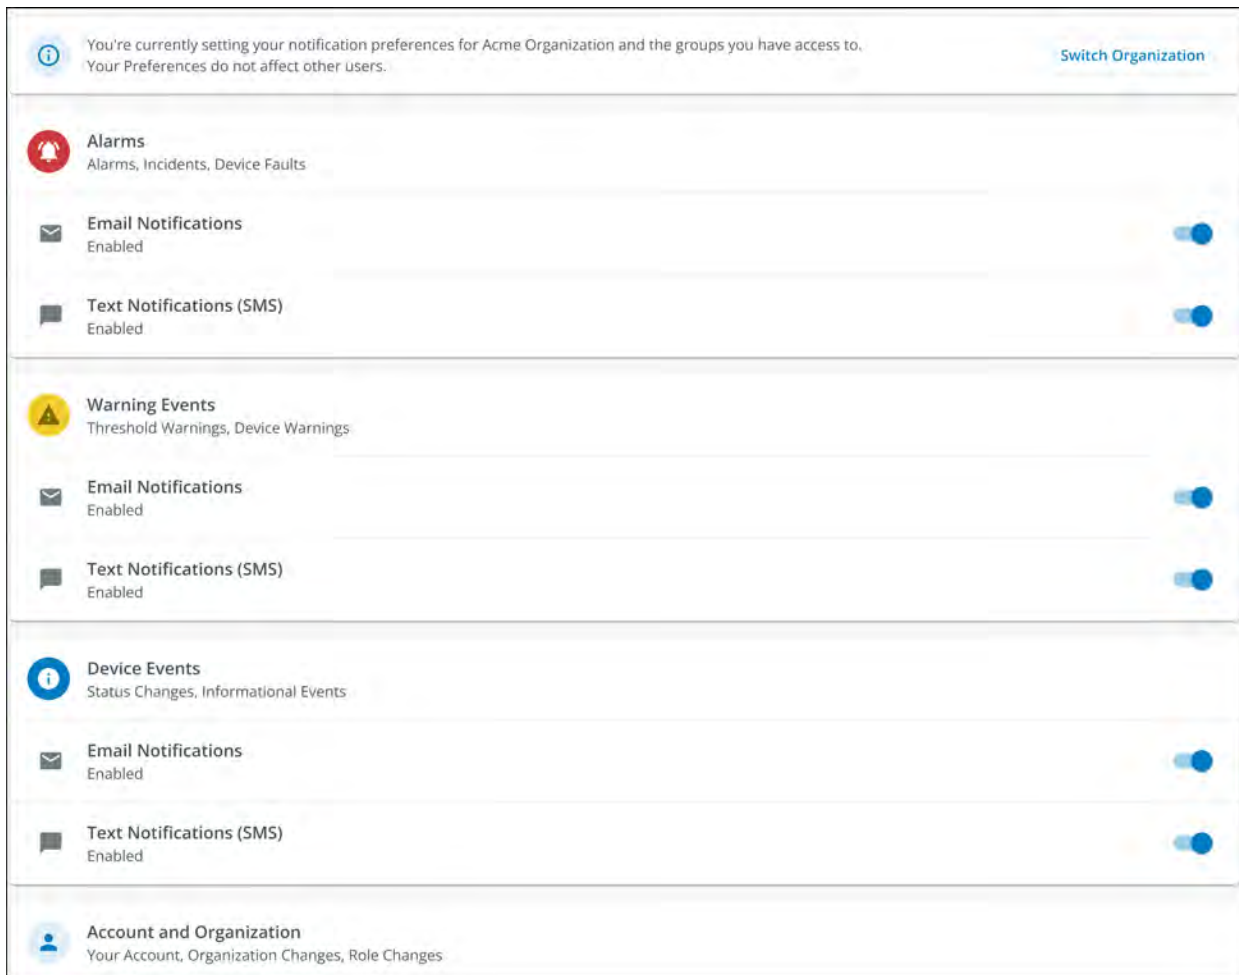 You're currently setting your notification preferences for Acme Organization and the groups you have access to.
Your Preferences do not affect other users.
Switch Organization
Alarms
Alarms, Incidents, Device Faults
Email Notifications
Enabled
Text Notifications (SMS)
Enabled
Warning Events
Threshold Warnings, Device Warnings
Email Notifications
Enabled
Text Notifications (SMS)
Enabled
Device Events
Status Changes, Informational Events
Email Notifications
Enabled
Text Notifications (SMS)
Enabled
Account and Organization
Your Account, Organization Changes, Role Changes